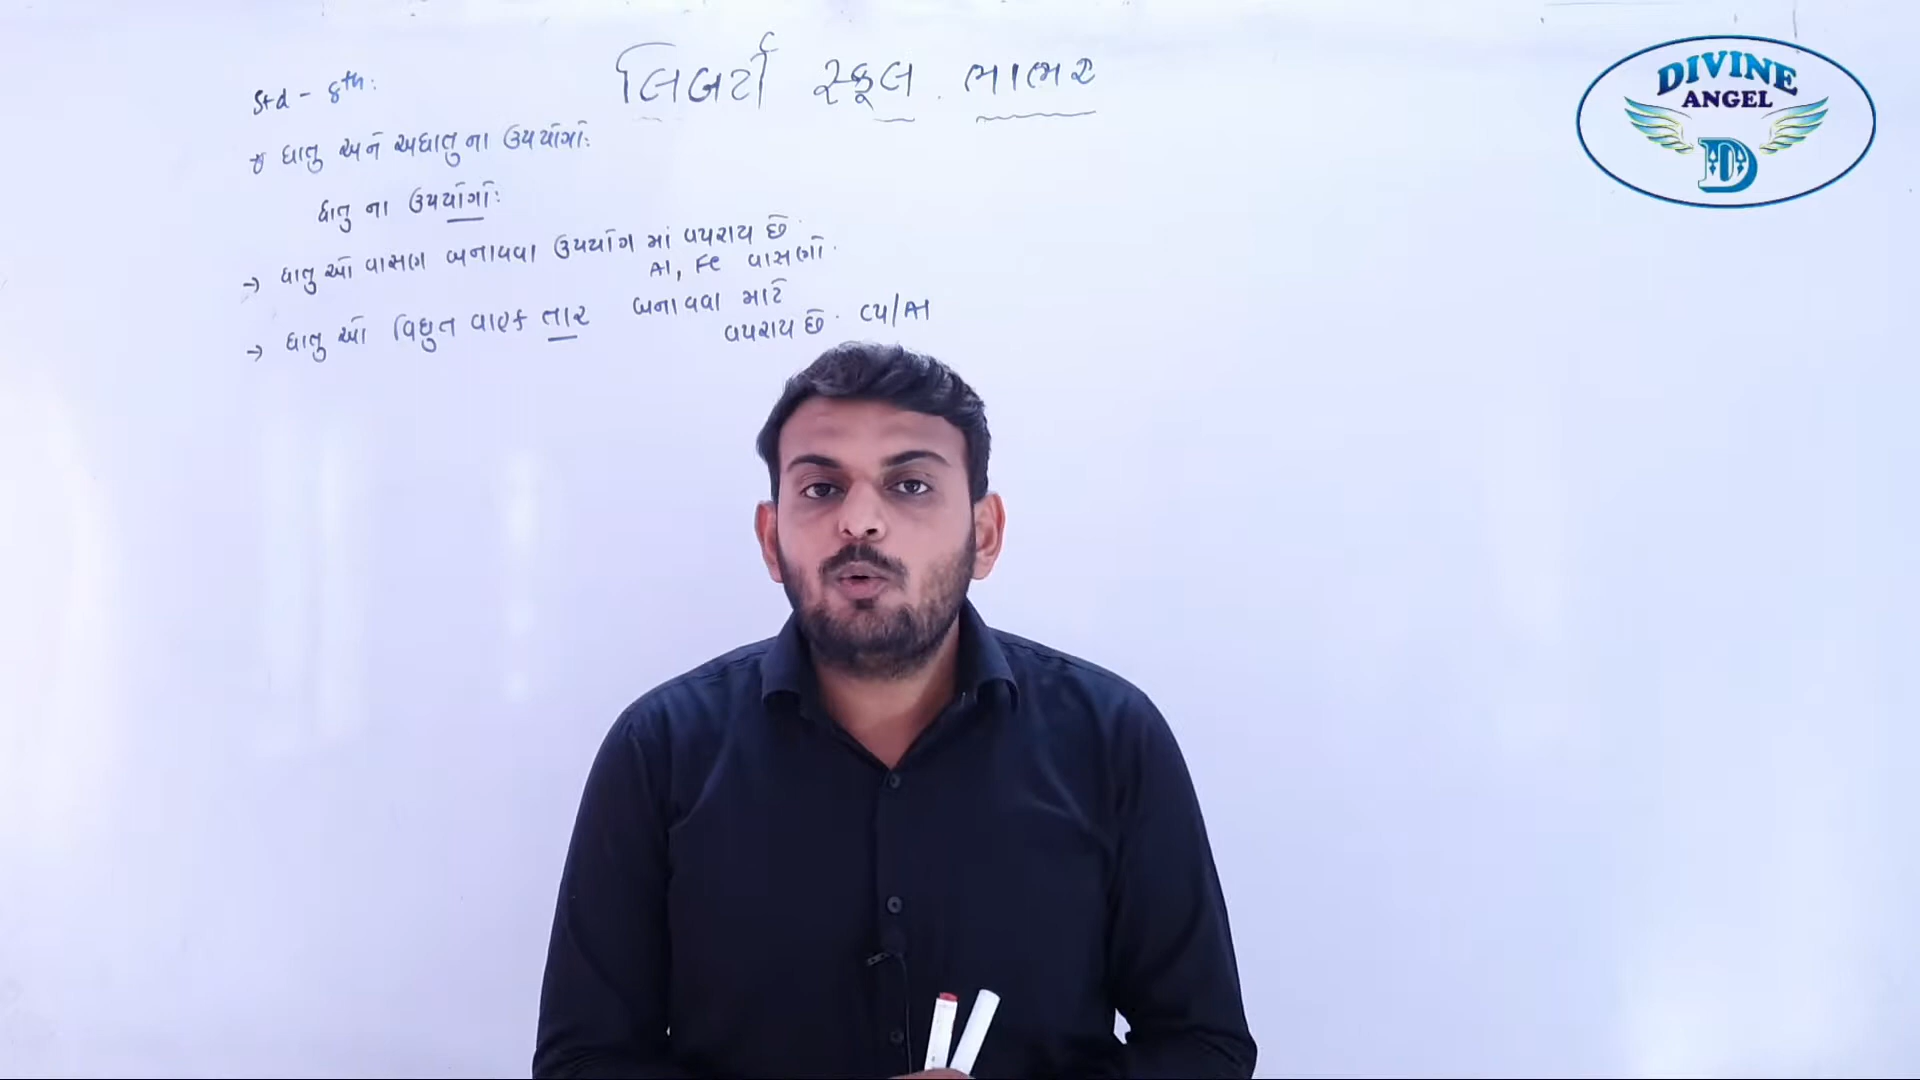 લિબર્ટી સ્કૂલ . ભાભર
Std - 8th :
* ધાતુ અને અધાતુ ના ઉપયોગો :
ધાતુ ના ઉપયોગો :
→ ધાતુ ઓ વાસણ બનાવવા ઉપયોગ માં વપરાય છે .
Al, Fe વાસણો .
→ ધાતુ ઓ વિદ્યુત વાહક તાર બનાવવા માટે
વપરાય છે . Cu/Al
DIVINE
ANGEL
D